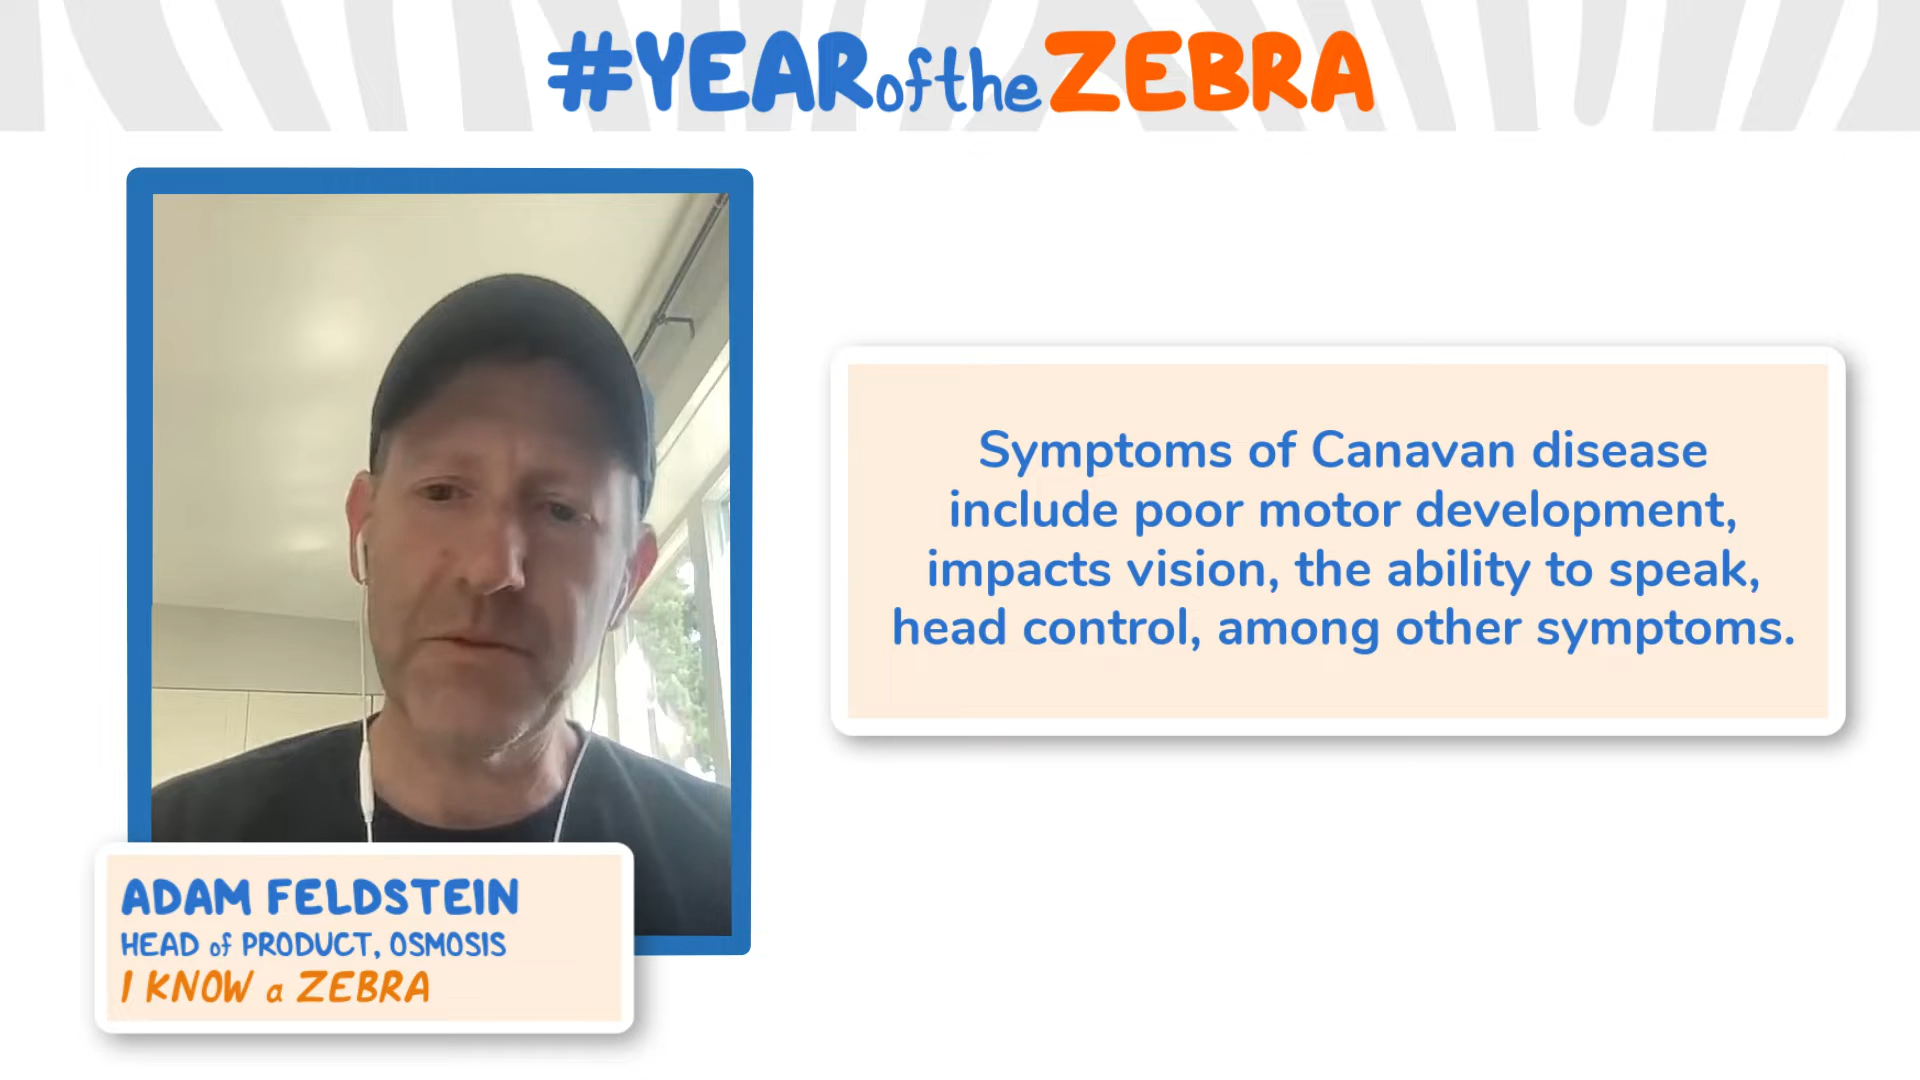 #YEARoftheZEBRA
Symptoms of Canavan disease
include poor motor development,
impacts vision, the ability to speak,
head control, among other symptoms.
ADAM FELDSTEIN
HEAD of PRODUCT, OSMOSIS
I KNOW a ZEBRA